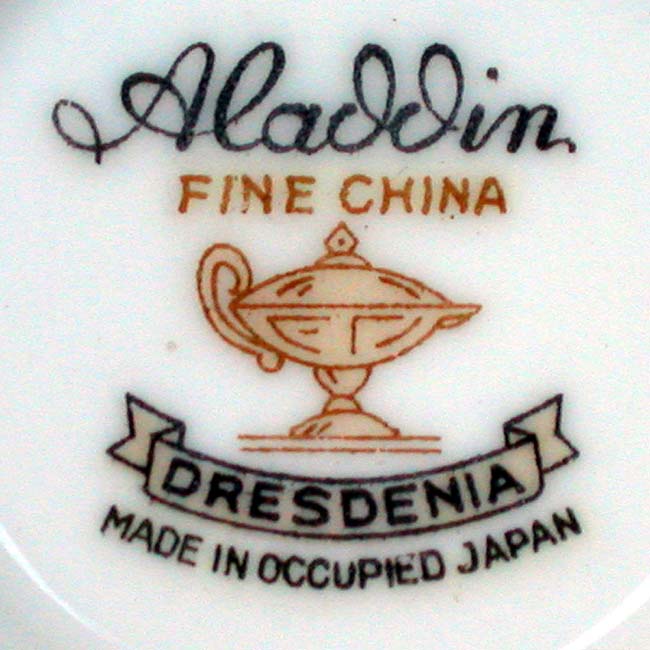 Aladdin
FINE CHINA
DRESDENIA
MADE IN OCCUPIED JAPAN